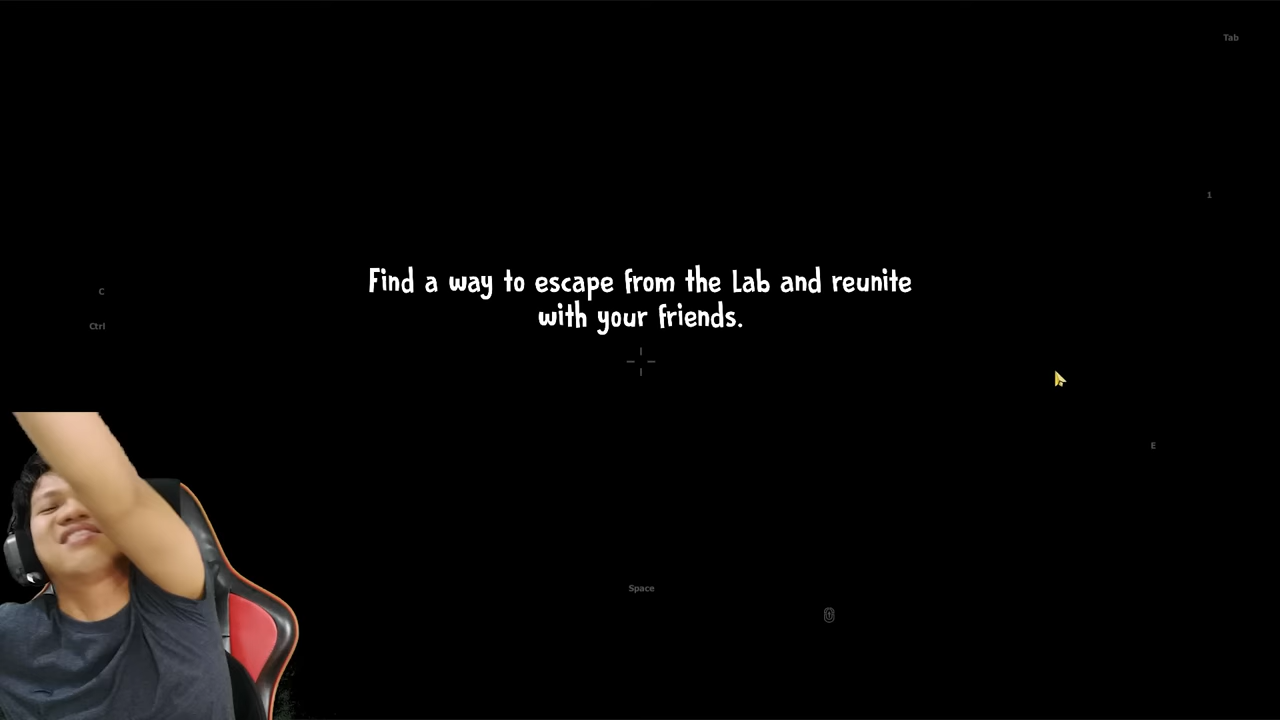 Tab
1
Find a way to escape from the Lab and reunite
with your friends.
C
Ctrl
E
Space